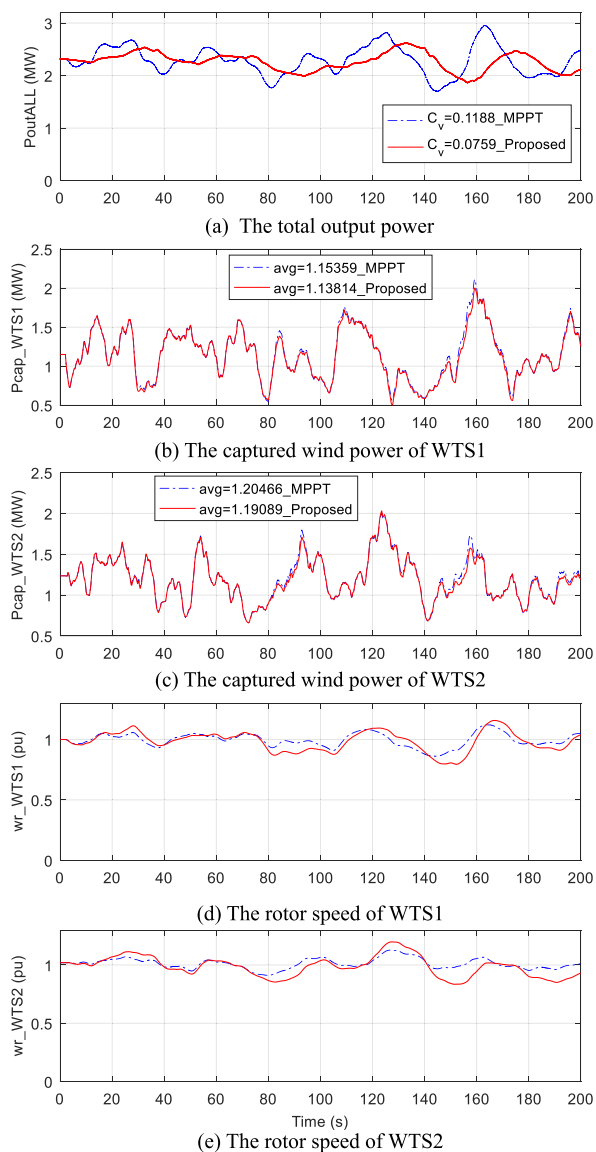 3
2
1
0
PoutALL (MW)
C_v=0.1188_MPPT
C_v=0.0759_Proposed
0 20 40 60 80 100 120 140 160 180 200
(a) The total output power
2.5
2
1.5
1
0.5
Pcap_WTS1 (MW)
avg=1.15359_MPPT
avg=1.13814_Proposed
0 20 40 60 80 100 120 140 160 180 200
(b) The captured wind power of WTS1
2.5
2
1.5
1
0.5
Pcap_WTS2 (MW)
avg=1.20466_MPPT
avg=1.19089_Proposed
0 20 40 60 80 100 120 140 160 180 200
(c) The captured wind power of WTS2
1
0.5
0
wr_WTS1 (pu)
0 20 40 60 80 100 120 140 160 180 200
(d) The rotor speed of WTS1
1
0.5
0
wr_WTS2 (pu)
0 20 40 60 80 100 120 140 160 180 200
Time (s)
(e) The rotor speed of WTS2